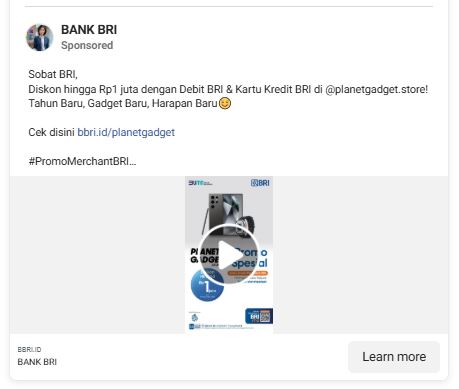 BANK BRI
Sponsored
Sobat BRI,
Diskon hingga Rp1 juta dengan Debit BRI & Kartu Kredit BRI di @planetgadget.store!
Tahun Baru, Gadget Baru, Harapan Baru😊
Cek disini bbri.id/planetgadget
#PromoMerchantBRI...
BRI
PLANET
GADGET
Promo
Spesial
BBRI.ID
BANK BRI
Learn more